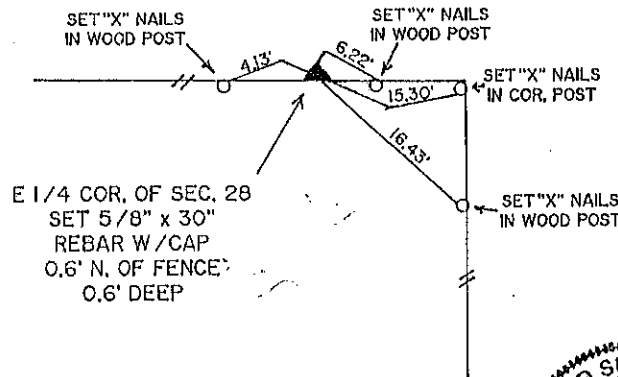 SET "X" NAILS
IN WOOD POST
SET "X" NAILS
IN WOOD POST
4.13'
6.22'
SET "X" NAILS
IN COR. POST
15.30'
16.43'
E 1/4 COR. OF SEC. 28
SET 5/8" x 30"
REBAR W/CAP
0.6' N. OF FENCE
0.6' DEEP
SET "X" NAILS
IN WOOD POST